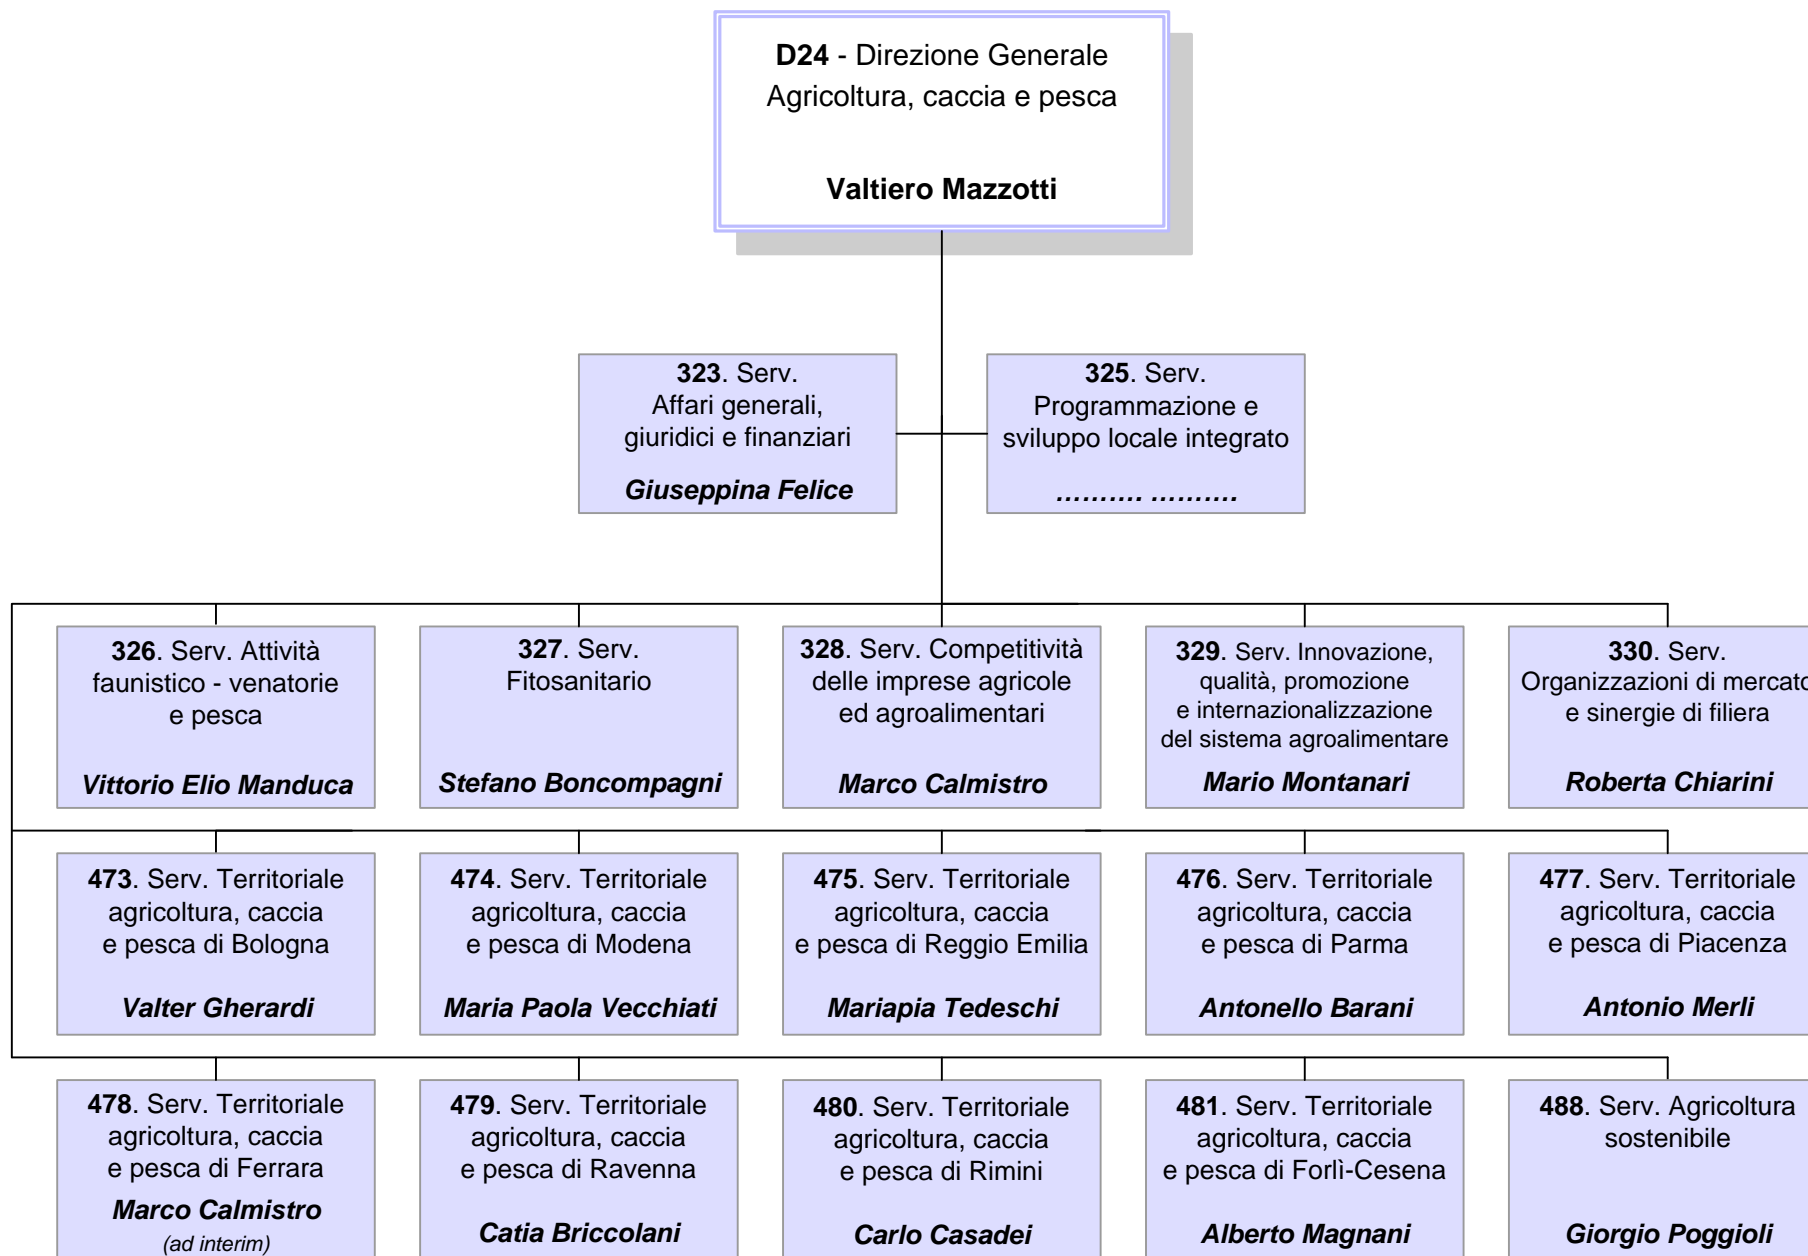 D24 - Direzione Generale
Agricoltura, caccia e pesca
Valtiero Mazzotti
323. Serv.
Affari generali,
giuridici e finanziari
Giuseppina Felice
325. Serv.
Programmazione e
sviluppo locale integrato
………. ……….
326. Serv. Attività
faunistico - venatorie
e pesca
Vittorio Elio Manduca
327. Serv.
Fitosanitario
Stefano Boncompagni
328. Serv. Competitività
delle imprese agricole
ed agroalimentari
Marco Calmistro
329. Serv. Innovazione,
qualità, promozione
e internazionalizzazione
del sistema agroalimentare
Mario Montanari
330. Serv.
Organizzazioni di mercato
e sinergie di filiera
Roberta Chiarini
473. Serv. Territoriale
agricoltura, caccia
e pesca di Bologna
Valter Gherardi
474. Serv. Territoriale
agricoltura, caccia
e pesca di Modena
Maria Paola Vecchiati
475. Serv. Territoriale
agricoltura, caccia
e pesca di Reggio Emilia
Mariapia Tedeschi
476. Serv. Territoriale
agricoltura, caccia
e pesca di Parma
Antonello Barani
477. Serv. Territoriale
agricoltura, caccia
e pesca di Piacenza
Antonio Merli
478. Serv. Territoriale
agricoltura, caccia
e pesca di Ferrara
Marco Calmistro
(ad interim)
479. Serv. Territoriale
agricoltura, caccia
e pesca di Ravenna
Catia Briccolani
480. Serv. Territoriale
agricoltura, caccia
e pesca di Rimini
Carlo Casadei
481. Serv. Territoriale
agricoltura, caccia
e pesca di Forlì-Cesena
Alberto Magnani
488. Serv. Agricoltura
sostenibile
Giorgio Poggioli